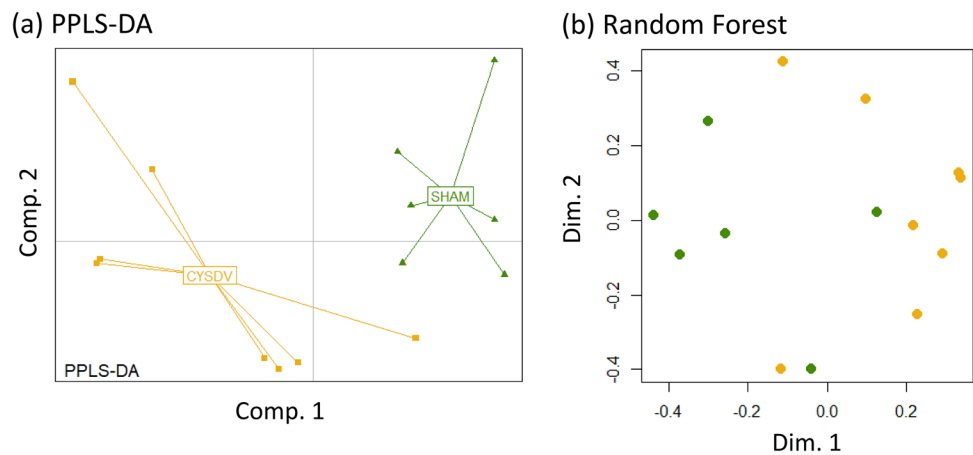 (a) PPLS-DA
Comp. 2
SHAM
CYSDV
PPLS-DA
Comp. 1
(b) Random Forest
Dim. 2
0.4
0.2
0.0
-0.2
-0.4
-0.4
-0.2
0.0
0.2
Dim. 1